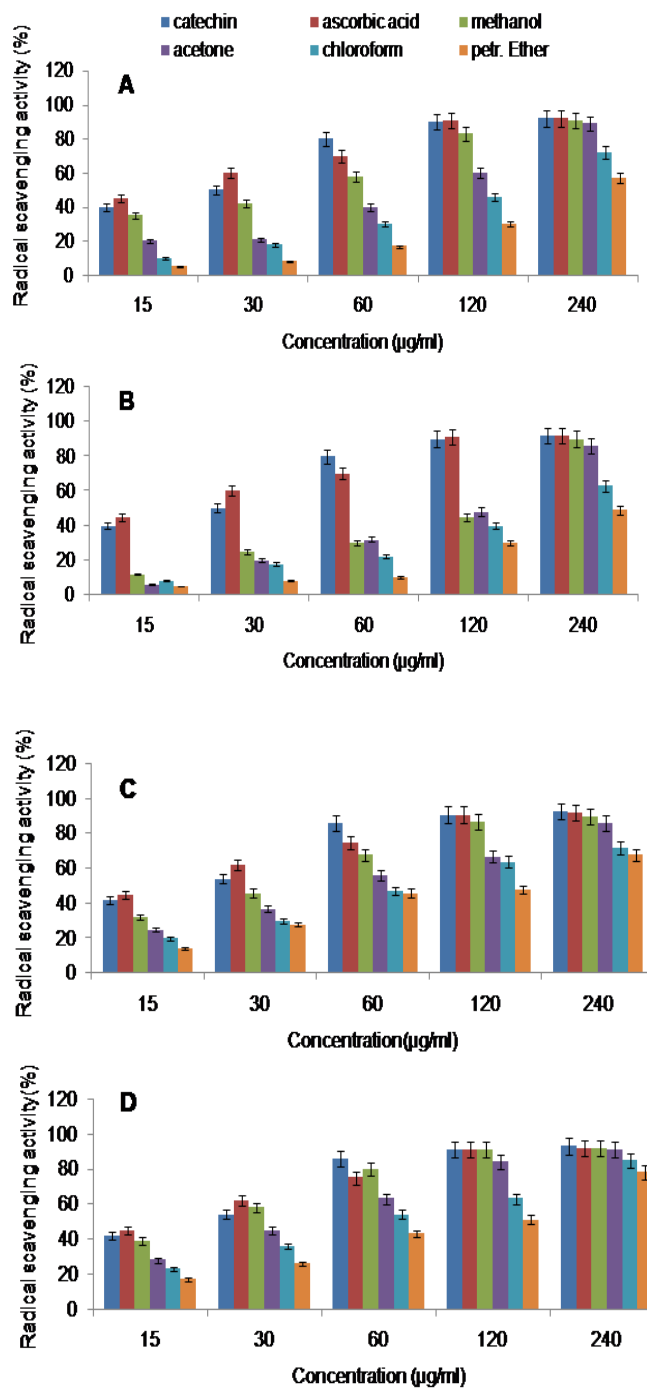 catechin ascorbic acid methanol
acetone chloroform petr. Ether
A
Radical scavenging activity (%)
120
100
80
60
40
20
0
15 30 60 120 240
Concentration (µg/ml)
B
Radical scavenging activity (%)
120
100
80
60
40
20
0
15 30 60 120 240
Concentration (µg/ml)
C
Radical scavenging activity (%)
120
100
80
60
40
20
0
15 30 60 120 240
Concentration(µg/ml)
D
Radical scavenging activity(%)
120
100
80
60
40
20
0
15 30 60 120 240
Concentration (µg/ml)